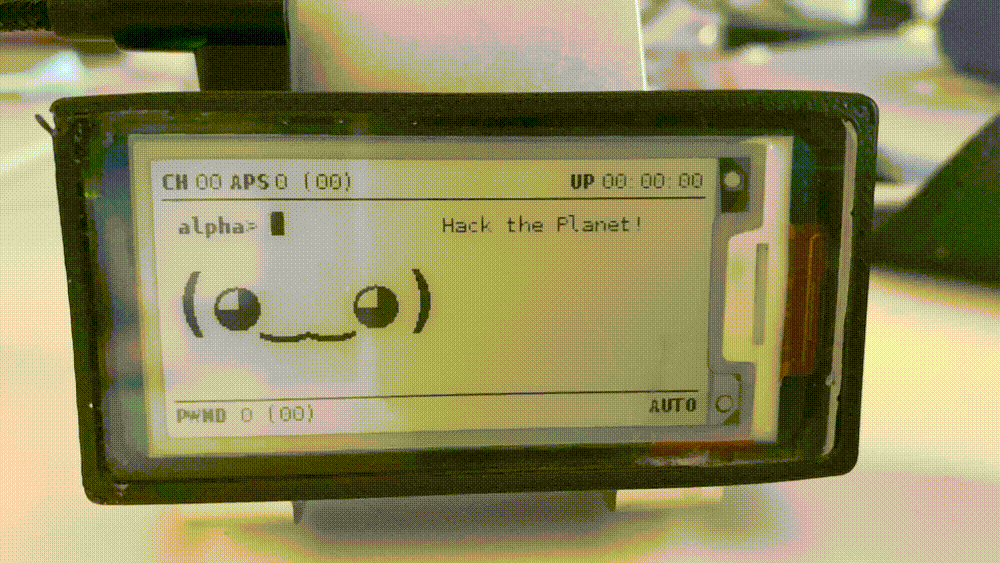 CH 00 APS 0 (00) UP 00:00:00
alpha> Hack the Planet!
PWND 0 (00) AUTO